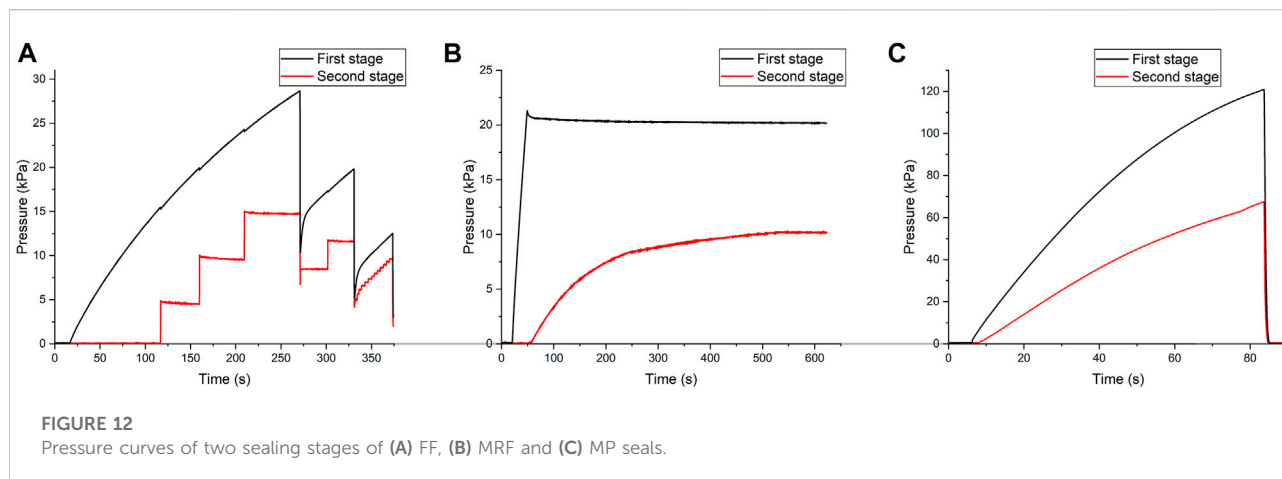 A
First stage
Second stage
30
25
20
15
10
5
0
Pressure (kPa)
0 50 100 150 200 250 300 350
Time (s)
B
First stage
Second stage
25
20
15
10
5
0
Pressure (kPa)
0 100 200 300 400 500 600
Time (s)
C
First stage
Second stage
120
100
80
60
40
20
0
Pressure (kPa)
0 20 40 60 80
Time (s)
FIGURE 12
Pressure curves of two sealing stages of (A) FF, (B) MRF and (C) MP seals.